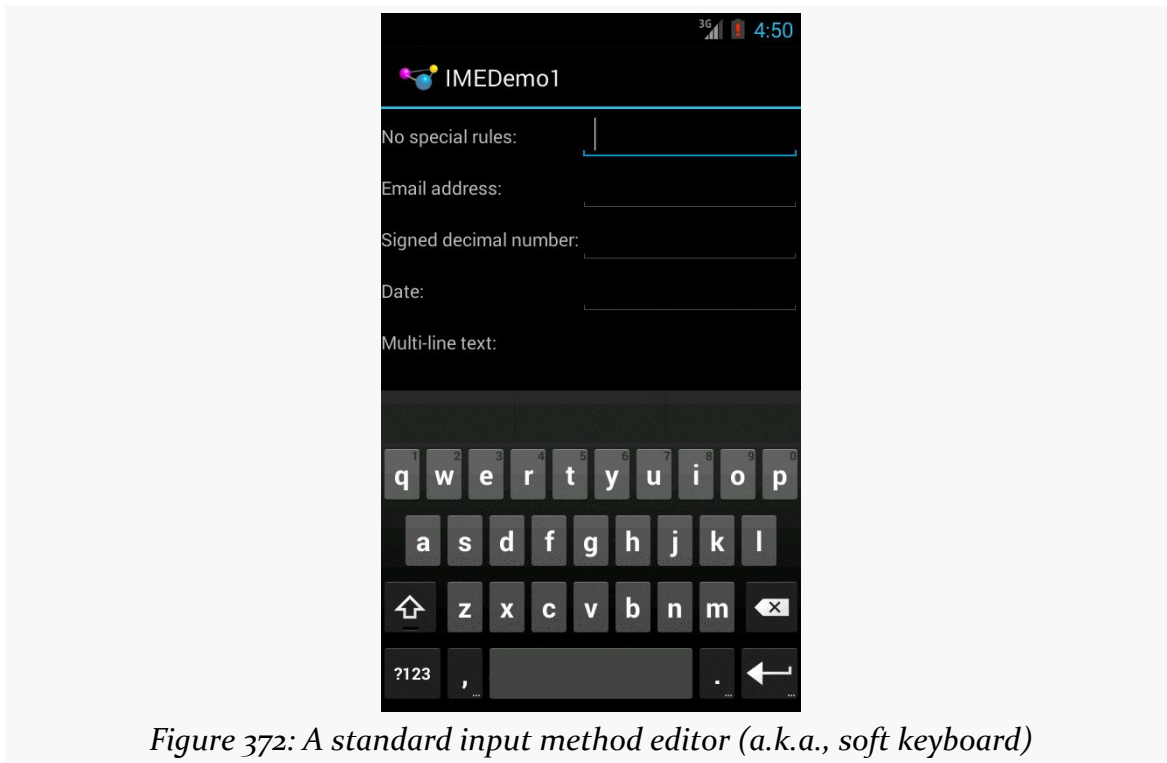 3G 4:50
IMEDemo1
No special rules:
Email address:
Signed decimal number:
Date:
Multi-line text:
1 2 3 4 5 6 7 8 9 0
q w e r t y u i o p
a s d f g h j k l
z x c v b n m
?123 , . 
Figure 372: A standard input method editor (a.k.a., soft keyboard)